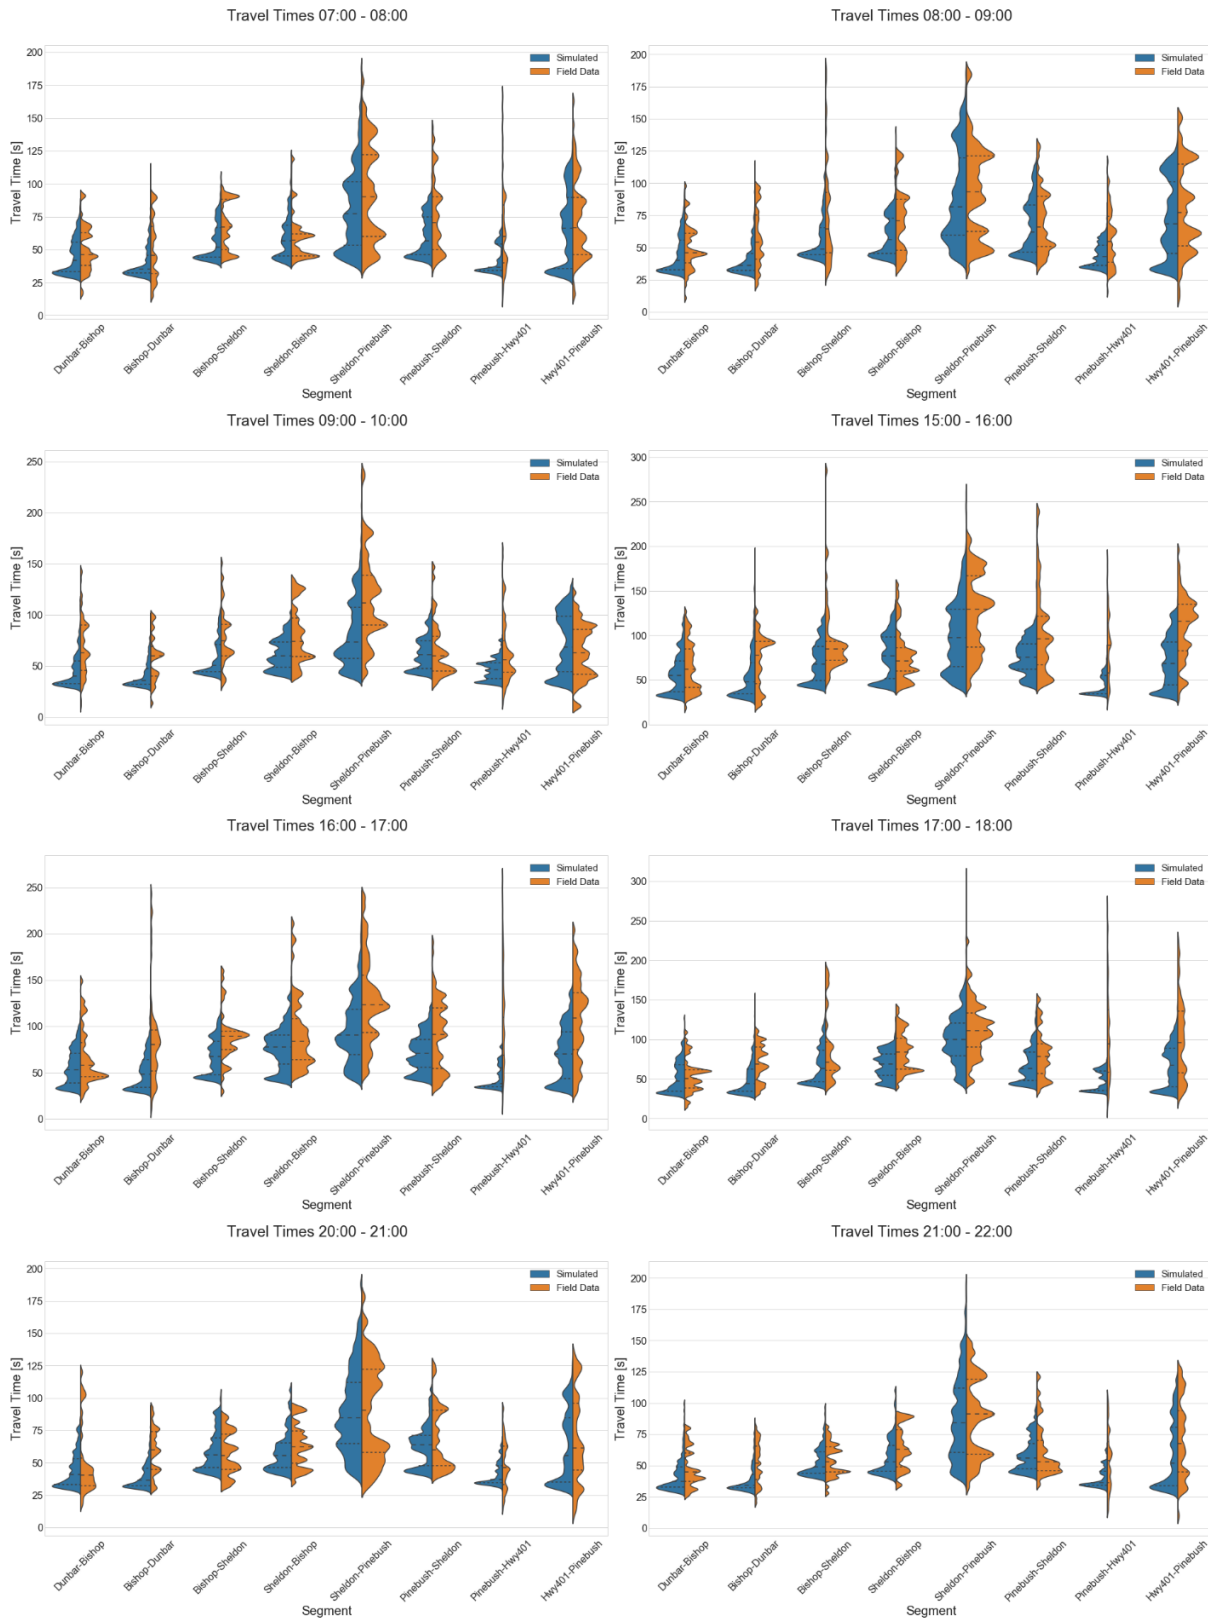 Travel Times 07:00 - 08:00
Travel Time [s]
200
175
150
125
100
75
50
25
0
Simulated
Field Data
Dunbar-Bishop
Bishop-Dunbar
Bishop-Sheldon
Sheldon-Bishop
Sheldon-Pinebush
Pinebush-Sheldon
Pinebush-Hwy401
Hwy401-Pinebush
Segment
Travel Times 08:00 - 09:00
Travel Time [s]
200
175
150
125
100
75
50
25
0
Simulated
Field Data
Dunbar-Bishop
Bishop-Dunbar
Bishop-Sheldon
Sheldon-Bishop
Sheldon-Pinebush
Pinebush-Sheldon
Pinebush-Hwy401
Hwy401-Pinebush
Segment
Travel Times 09:00 - 10:00
Travel Time [s]
250
200
150
100
50
0
Simulated
Field Data
Dunbar-Bishop
Bishop-Dunbar
Bishop-Sheldon
Sheldon-Bishop
Sheldon-Pinebush
Pinebush-Sheldon
Pinebush-Hwy401
Hwy401-Pinebush
Segment
Travel Times 15:00 - 16:00
Travel Time [s]
300
250
200
150
100
50
0
Simulated
Field Data
Dunbar-Bishop
Bishop-Dunbar
Bishop-Sheldon
Sheldon-Bishop
Sheldon-Pinebush
Pinebush-Sheldon
Pinebush-Hwy401
Hwy401-Pinebush
Segment
Travel Times 16:00 - 17:00
Travel Time [s]
250
200
150
100
50
0
Simulated
Field Data
Dunbar-Bishop
Bishop-Dunbar
Bishop-Sheldon
Sheldon-Bishop
Sheldon-Pinebush
Pinebush-Sheldon
Pinebush-Hwy401
Hwy401-Pinebush
Segment
Travel Times 17:00 - 18:00
Travel Time [s]
300
250
200
150
100
50
0
Simulated
Field Data
Dunbar-Bishop
Bishop-Dunbar
Bishop-Sheldon
Sheldon-Bishop
Sheldon-Pinebush
Pinebush-Sheldon
Pinebush-Hwy401
Hwy401-Pinebush
Segment
Travel Times 20:00 - 21:00
Travel Time [s]
200
175
150
125
100
75
50
25
0
Simulated
Field Data
Dunbar-Bishop
Bishop-Dunbar
Bishop-Sheldon
Sheldon-Bishop
Sheldon-Pinebush
Pinebush-Sheldon
Pinebush-Hwy401
Hwy401-Pinebush
Segment
Travel Times 21:00 - 22:00
Travel Time [s]
200
175
150
125
100
75
50
25
0
Simulated
Field Data
Dunbar-Bishop
Bishop-Dunbar
Bishop-Sheldon
Sheldon-Bishop
Sheldon-Pinebush
Pinebush-Sheldon
Pinebush-Hwy401
Hwy401-Pinebush
Segment